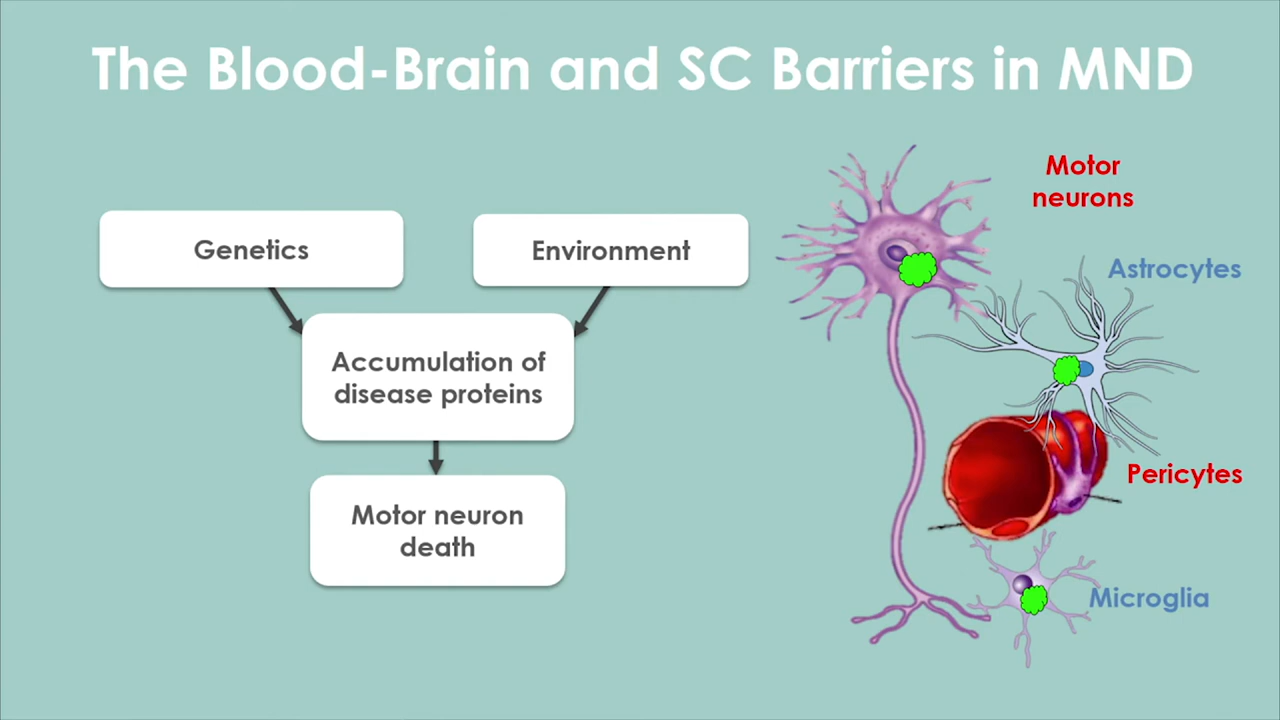 The Blood-Brain and SC Barriers in MND
Genetics
Environment
Accumulation of
disease proteins
Motor neuron
death
Motor
neurons
Astrocytes
Pericytes
Microglia